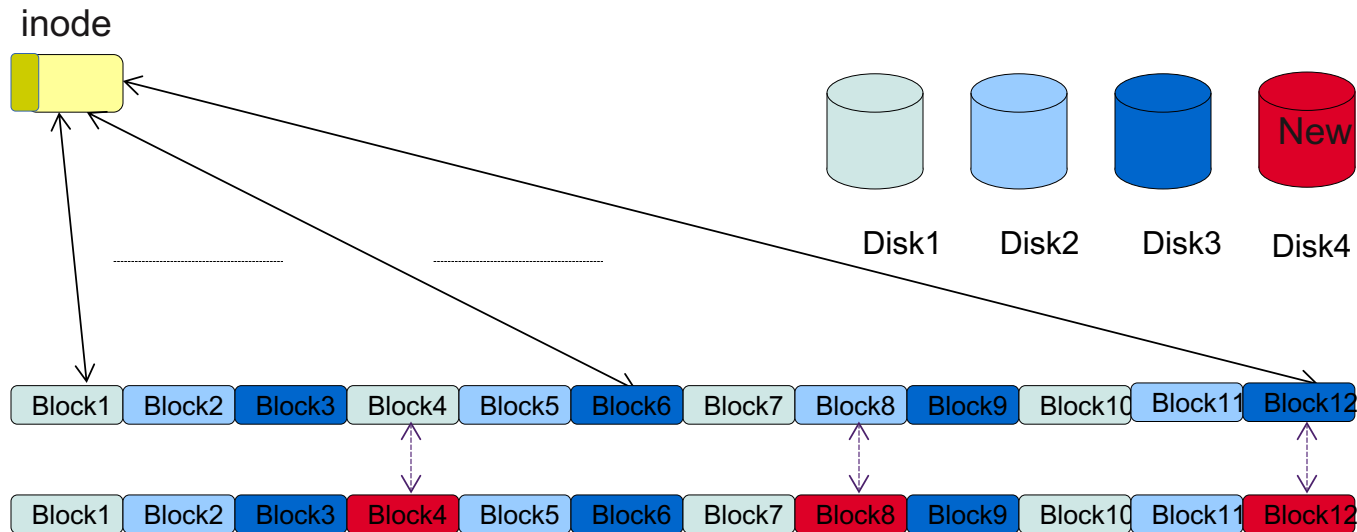 inode
New
Disk1 Disk2 Disk3 Disk4
Block1 Block2 Block3 Block4 Block5 Block6 Block7 Block8 Block9 Block10 Block11 Block12
Block1 Block2 Block3 Block4 Block5 Block6 Block7 Block8 Block9 Block10 Block11 Block12